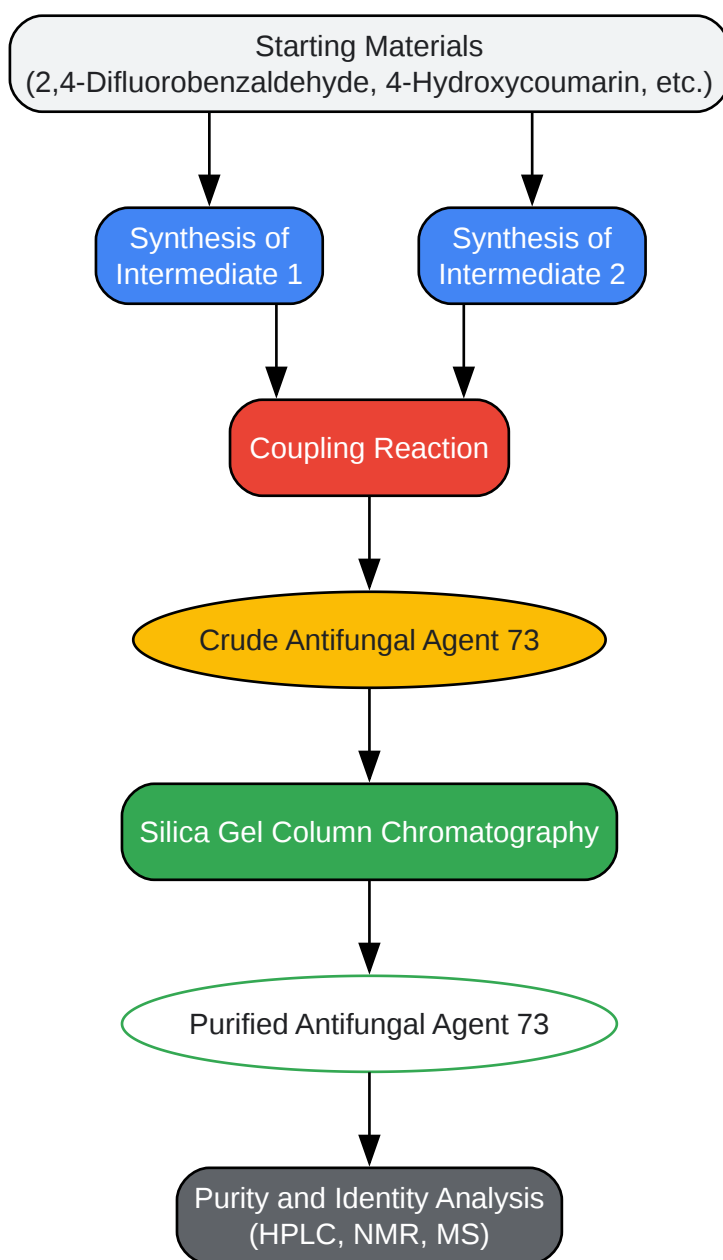 Starting Materials
(2,4-Difluorobenzaldehyde, 4-Hydroxycoumarin, etc.)
Synthesis of
Intermediate 1
Synthesis of
Intermediate 2
Coupling Reaction
Crude Antifungal Agent 73
Silica Gel Column Chromatography
Purified Antifungal Agent 73
Purity and Identity Analysis
(HPLC, NMR, MS)